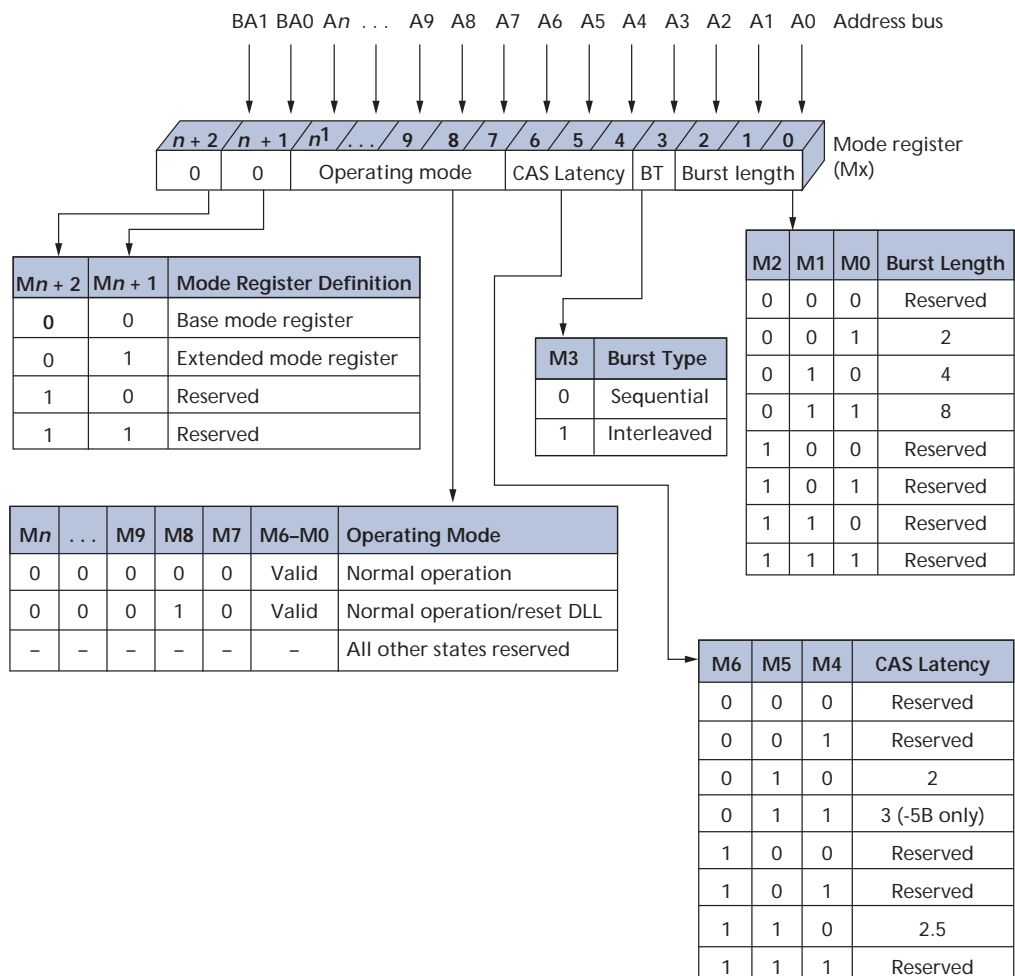 BA1 BA0 An . . . A9 A8 A7 A6 A5 A4 A3 A2 A1 A0 Address bus
n + 2 n + 1 n1 . . . 9 8 7 6 5 4 3 2 1 0
Mode register
(Mx)
0 0 Operating mode CAS Latency BT Burst length
Mn + 2 Mn + 1 Mode Register Definition
0 0 Base mode register
0 1 Extended mode register
1 0 Reserved
1 1 Reserved
M3 Burst Type
0 Sequential
1 Interleaved
M2 M1 M0 Burst Length
0 0 0 Reserved
0 0 1 2
0 1 0 4
0 1 1 8
1 0 0 Reserved
1 0 1 Reserved
1 1 0 Reserved
1 1 1 Reserved
Mn . . . M9 M8 M7 M6–M0 Operating Mode
0 0 0 0 0 Valid Normal operation
0 0 0 1 0 Valid Normal operation/reset DLL
– – – – – – All other states reserved
M6 M5 M4 CAS Latency
0 0 0 Reserved
0 0 1 Reserved
0 1 0 2
0 1 1 3 (-5B only)
1 0 0 Reserved
1 0 1 Reserved
1 1 0 2.5
1 1 1 Reserved